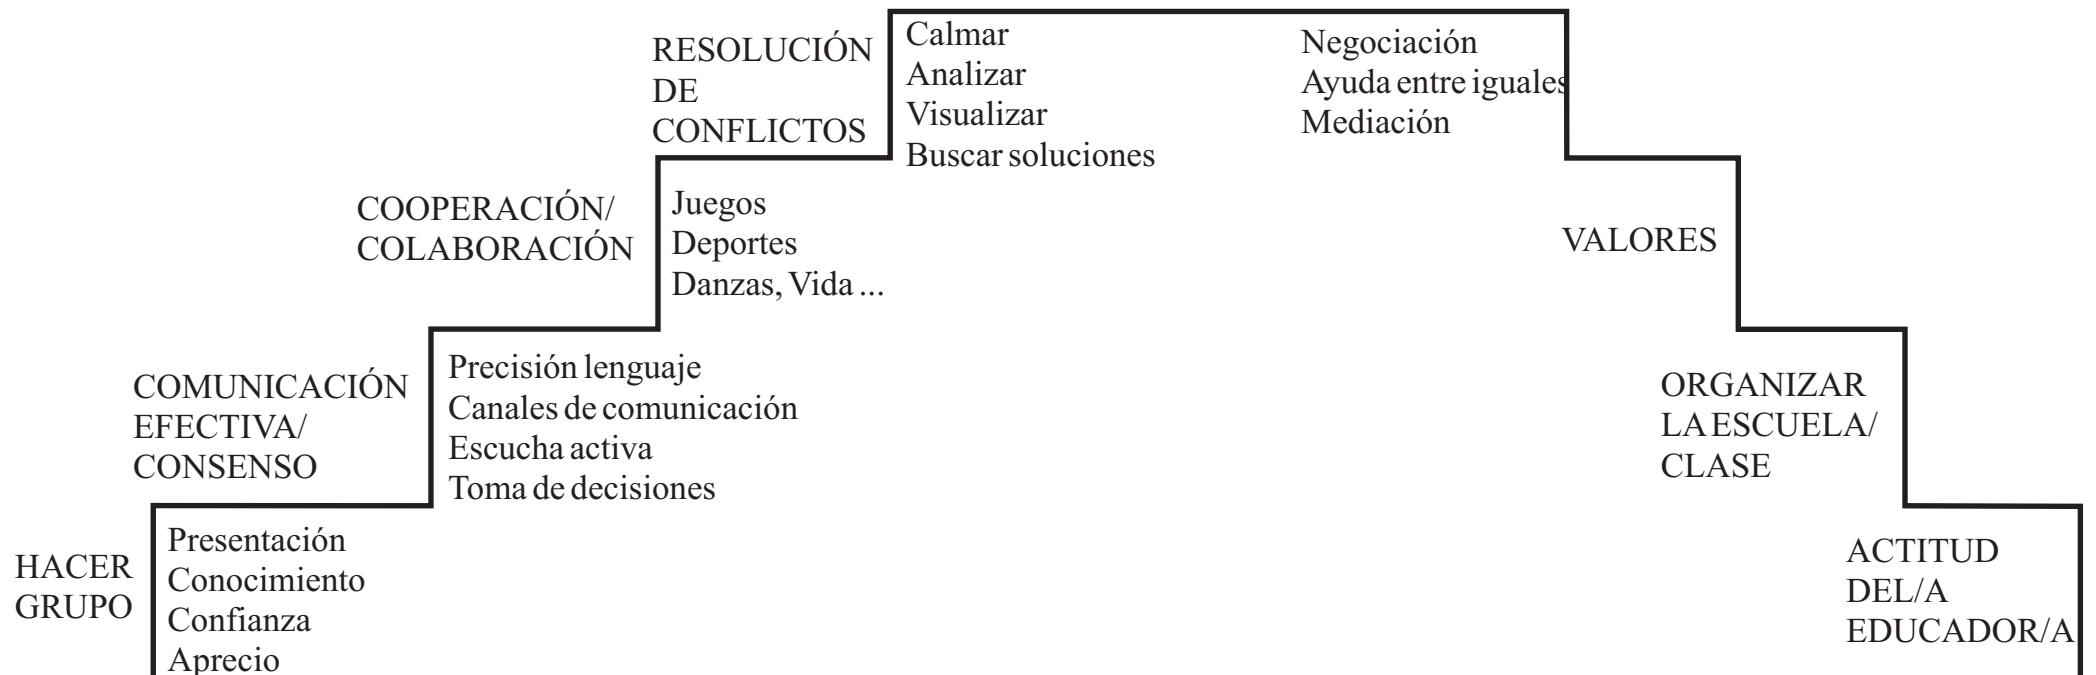 RESOLUCIÓN
DE
CONFLICTOS
Calmar
Analizar
Visualizar
Buscar soluciones
Negociación
Ayuda entre iguales
Mediación
COOPERACIÓN/
COLABORACIÓN
Juegos
Deportes
Danzas, Vida ...
VALORES
COMUNICACIÓN
EFECTIVA/
CONSENSO
Precisión lenguaje
Canales de comunicación
Escucha activa
Toma de decisiones
ORGANIZAR
LA ESCUELA/
CLASE
HACER
GRUPO
Presentación
Conocimiento
Confianza
Aprecio
ACTITUD
DEL/A
EDUCADOR/A